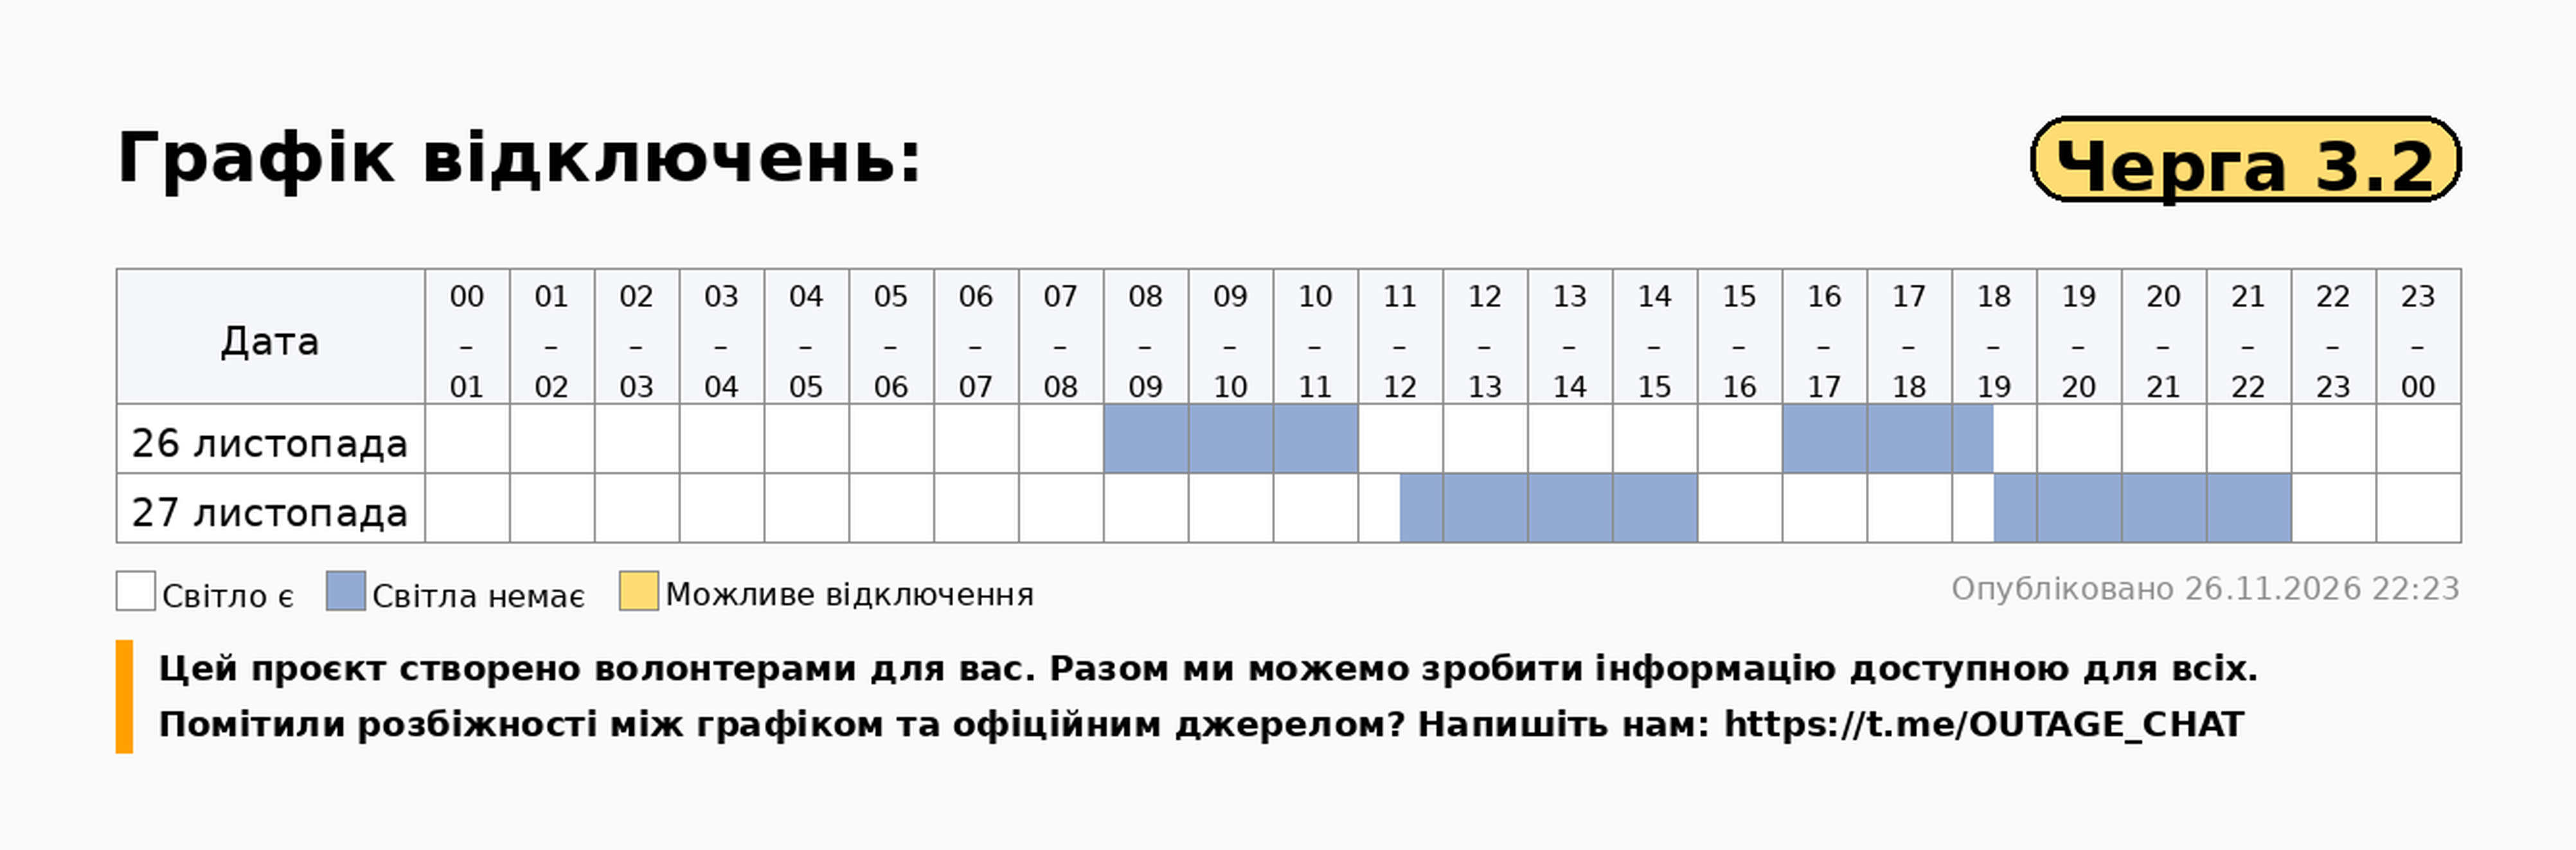 Графік відключень:
Черга 3.2
Дата
00 – 01
01 – 02
02 – 03
03 – 04
04 – 05
05 – 06
06 – 07
07 – 08
08 – 09
09 – 10
10 – 11
11 – 12
12 – 13
13 – 14
14 – 15
15 – 16
16 – 17
17 – 18
18 – 19
19 – 20
20 – 21
21 – 22
22 – 23
23 – 00
26 листопада
27 листопада
Світло є
Світла немає
Можливе відключення
Опубліковано 26.11.2026 22:23
Цей проєкт створено волонтерами для вас. Разом ми можемо зробити інформацію доступною для всіх.
Помітили розбіжності між графіком та офіційним джерелом? Напишіть нам: https://t.me/OUTAGE_CHAT